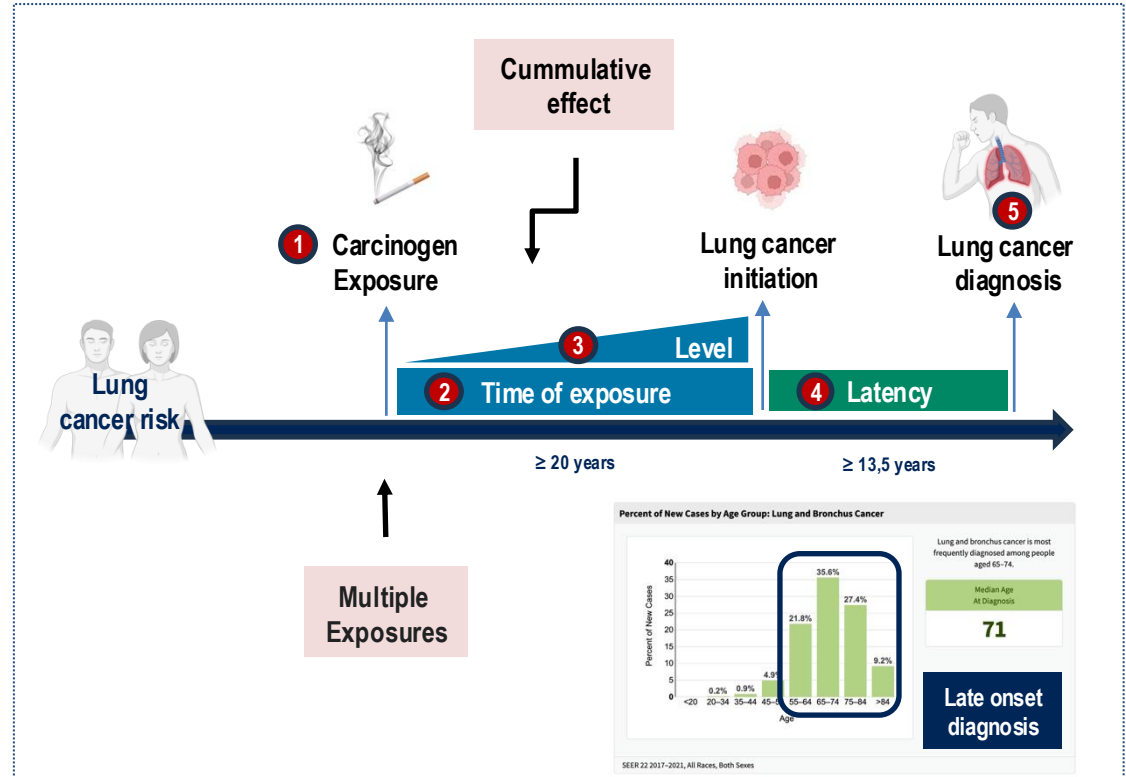 Cummulative
effect
1 Carcinogen
Exposure
Lung cancer
initiation
5
Lung cancer
diagnosis
Lung
cancer risk
3 Level
2 Time of exposure
4 Latency
≥ 20 years
≥ 13,5 years
Multiple
Exposures
Percent of New Cases by Age Group: Lung and Bronchus Cancer
Percent of New Cases
40
35
30
25
20
15
10
5
0
0.2%
0.9%
4.9%
21.8%
35.6%
27.4%
9.2%
<20 20–34 35–44 45–5 55–64 65–74 75–84 >84
Age
Lung and bronchus cancer is most
frequently diagnosed among people
aged 65–74.
Median Age
At Diagnosis
71
Late onset
diagnosis
SEER 22 2017–2021, All Races, Both Sexes